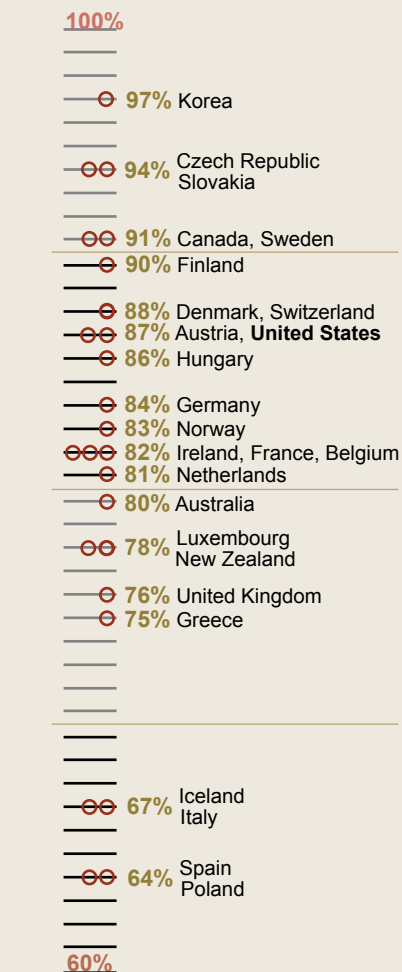 100%
97% Korea
94% Czech Republic
Slovakia
91% Canada, Sweden
90% Finland
88% Denmark, Switzerland
87% Austria, United States
86% Hungary
84% Germany
83% Norway
82% Ireland, France, Belgium
81% Netherlands
80% Australia
78% Luxembourg
New Zealand
76% United Kingdom
75% Greece
67% Iceland
Italy
64% Spain
Poland
60%